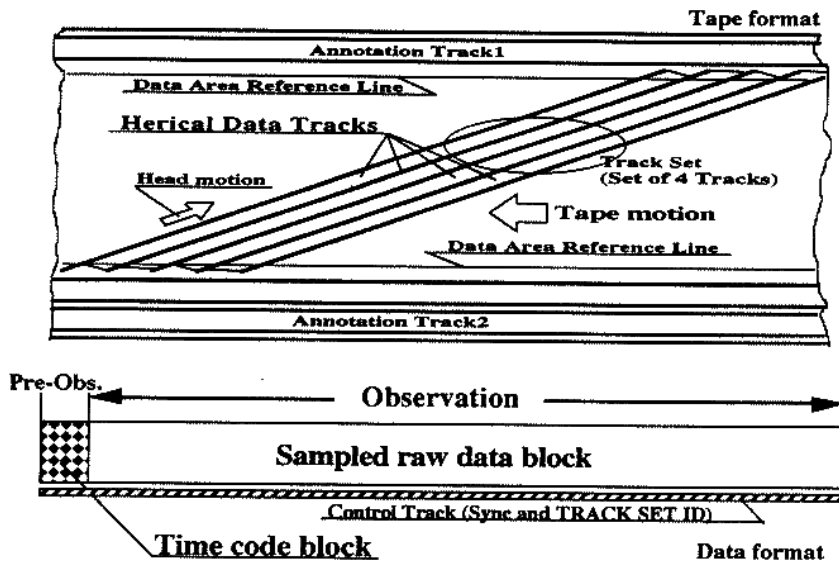 Tape format
Annotation Track1
Data Area Reference Line
Herical Data Tracks
Track Set
(Set of 4 Tracks)
Head motion
Tape motion
Data Area Reference Line
Annotation Track2
Pre-Obs.
Observation
Sampled raw data block
Control Track (Sync and TRACK SET ID)
Time code block
Data format